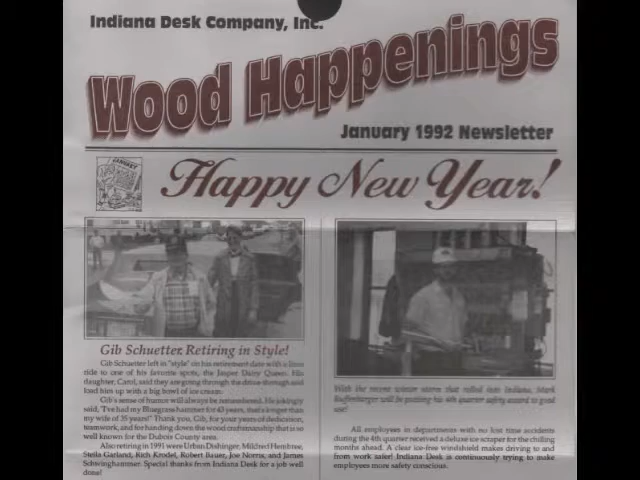 Indiana Desk Company, Inc.
Wood Happenings
January 1992 Newsletter
JANUARY
Happy New Year!
Gib Schuetter: Retiring in Style!
Gib Schuetter left in "style" on his retirement date with a limo
ride to one of his favorite spots, the Jasper Dairy Queen. His
daughter, Carol, said they are going through the drive-through and
load him up with a big bowl of ice cream.
Gib's sense of humor will always be remembered. He jokingly
said, "I've had my Bluegrass hammer for 43 years, that's longer than
my wife of 35 years!" Thank you, Gib, for your years of dedication,
teamwork, and for handing down the wood craftsmanship that is so
well known for the Dubois County area.
Also retiring in 1991 were Urban Dishinger, Mildred Hembree,
Stella Garland, Rich Krodel, Robert Bauer, Joe Norris, and James
Schwinghammer. Special thanks from Indiana Desk for a job well
done!
With the recent winter storm that rolled into Indiana, Mark
will be putting his 4th quarter safety award to good
use!
All employees in departments with no lost time accidents
during the 4th quarter received a deluxe ice scraper for the chilling
months ahead. A clear ice-free windshield makes driving to and
from work safer! Indiana Desk is continuously trying to make
employees more safety conscious.